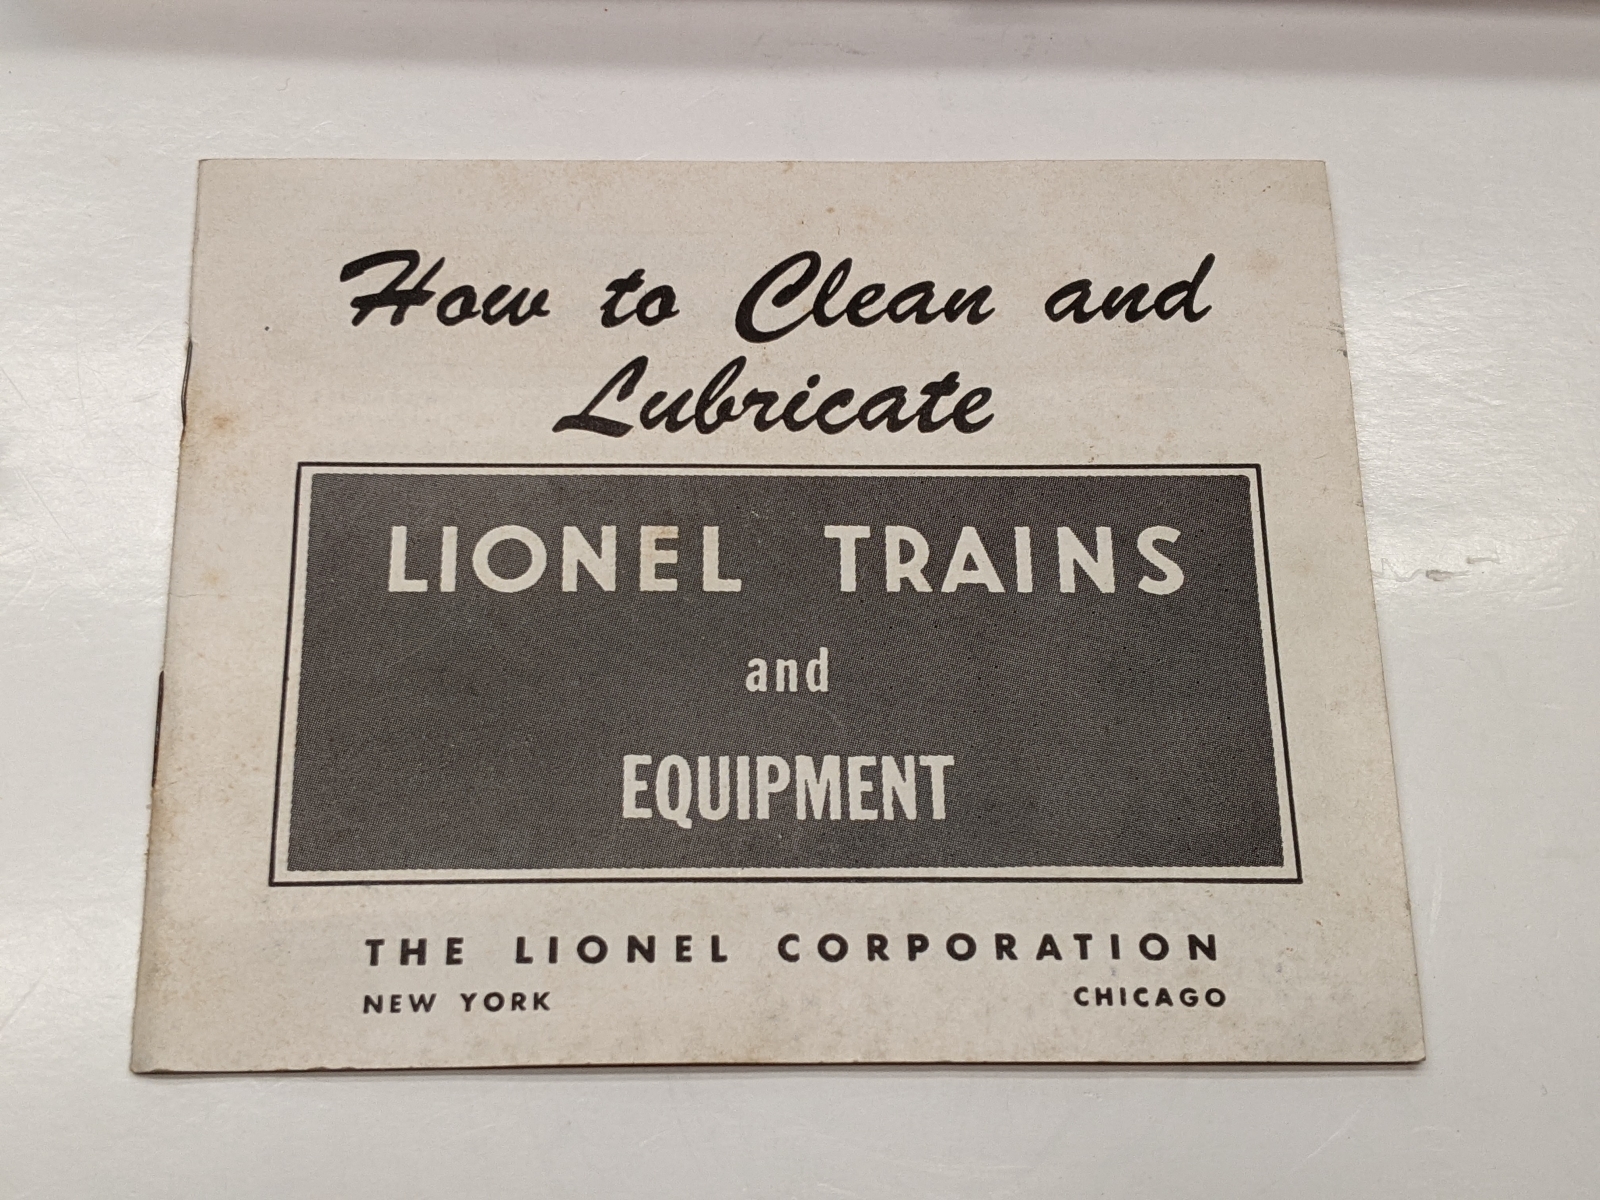 How to Clean and
Lubricate
LIONEL TRAINS
and
EQUIPMENT
THE LIONEL CORPORATION
NEW YORK CHICAGO